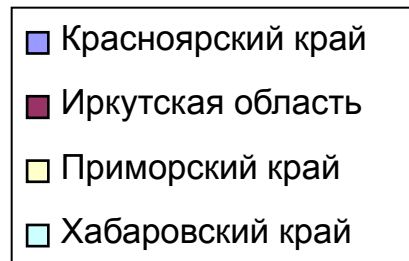 Красноярский край
Иркутская область
Приморский край
Хабаровский край